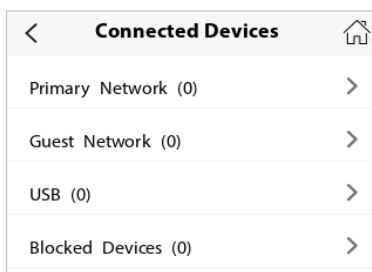 Connected Devices
Primary Network (0)
Guest Network (0)
USB (0)
Blocked Devices (0)